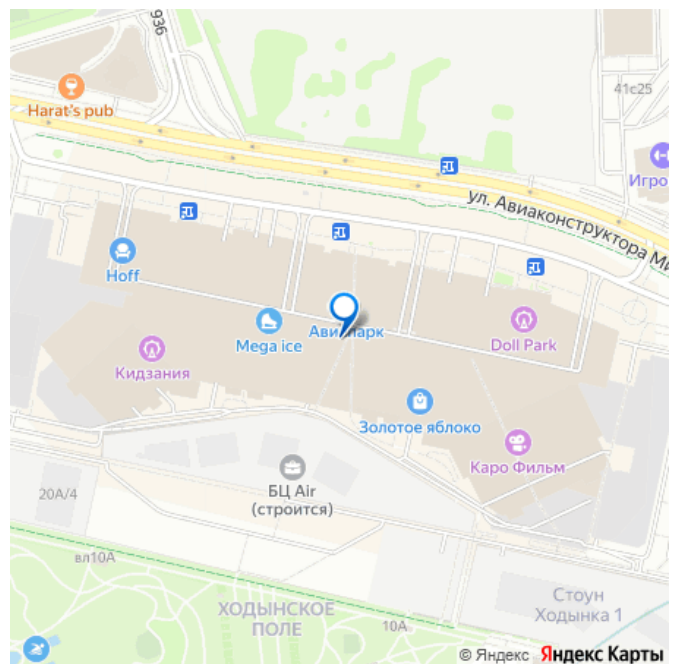 936
Harat's pub
41с25
Игро
ул. Авиаконструктора Ми
Hoff
Mega ice
Авиапарк
Doll Park
Кидзания
Золотое яблоко
Каро Фильм
БЦ Air
(строится)
20А/4
вл10А
ХОДЫНСКОЕ
ПОЛЕ
10А
Стоун
Ходынка 1
© Яндекс Яндекс Карты